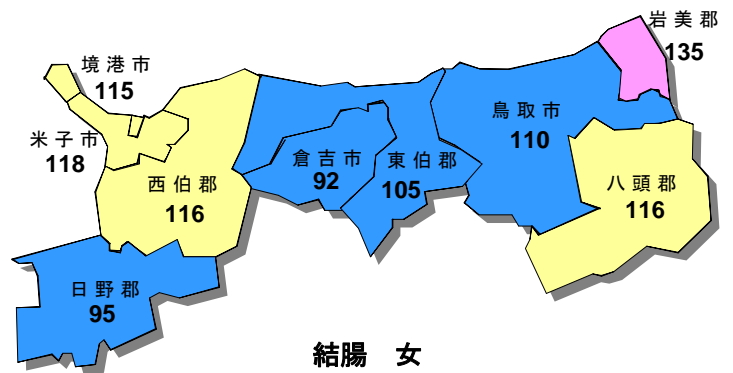 岩美郡
135
境港市
115
鳥取市
110
米子市
118
倉吉市
92
東伯郡
105
西伯郡
116
八頭郡
116
日野郡
95
結腸 女